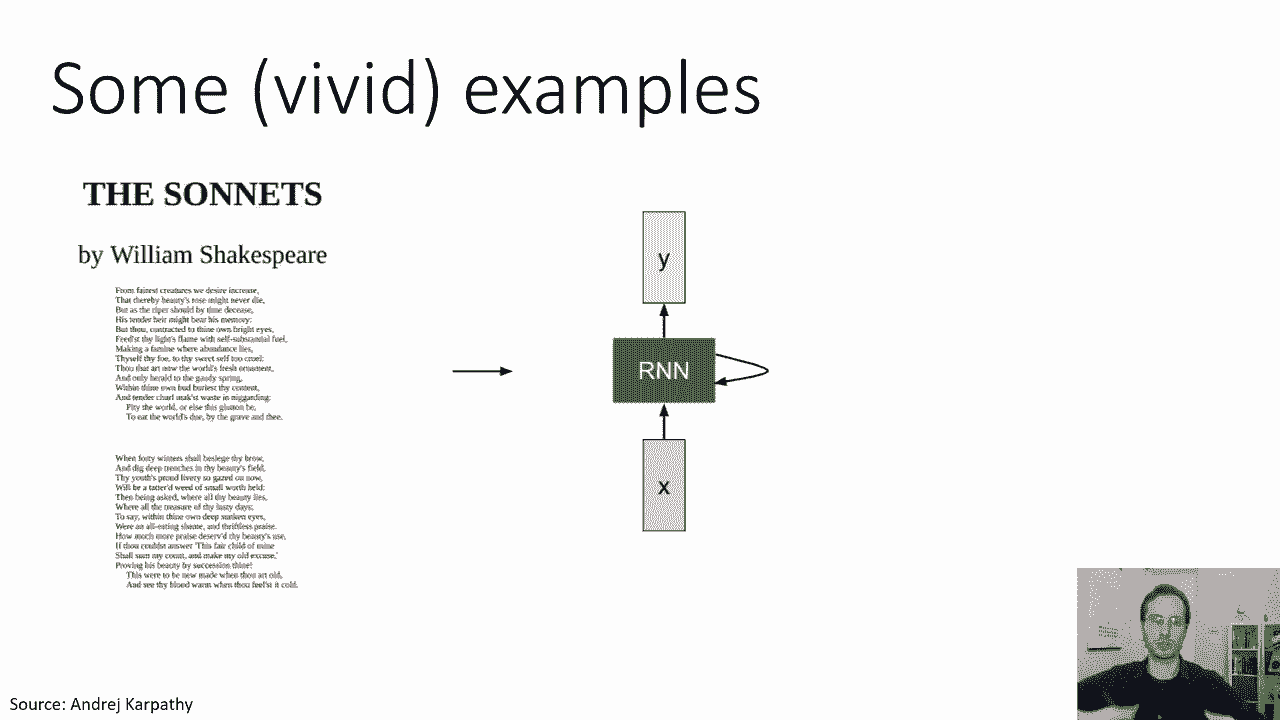 Some (vivid) examples
THE SONNETS
by William Shakespeare
From fairest creatures we desire increase,
That thereby beauty's rose might never die,
But as the riper should by time decease,
His tender heir might bear his memory:
But thou, contracted to thine own bright eyes,
Feed'st thy light's flame with self-substantial fuel,
Making a famine where abundance lies,
Thyself thy foe, to thy sweet self too cruel:
Thou that art now the world's fresh ornament,
And only herald to the gaudy spring,
Within thine own bud buriest thy content,
And tender churl mak'st waste in niggarding:
Pity the world, or else this glutton be,
To eat the world's due, by the grave and thee.
When forty winters shall besiege thy brow,
And dig deep trenches in thy beauty's field,
Thy youth's proud livery so gazed on now,
Will be a tatter'd weed of small worth held:
Then being asked, where all thy beauty lies,
Where all the treasure of thy lusty days;
To say, within thine own deep sunken eyes,
Were an all-eating shame, and thriftless praise.
How much more praise deserv'd thy beauty's use,
If thou couldst answer 'This fair child of mine
Shall sum my count, and make my old excuse,'
Proving his beauty by succession thine!
This were to be new made when thou art old,
And see thy blood warm when thou feel'st it cold.
y
RNN
x
Source: Andrej Karpathy